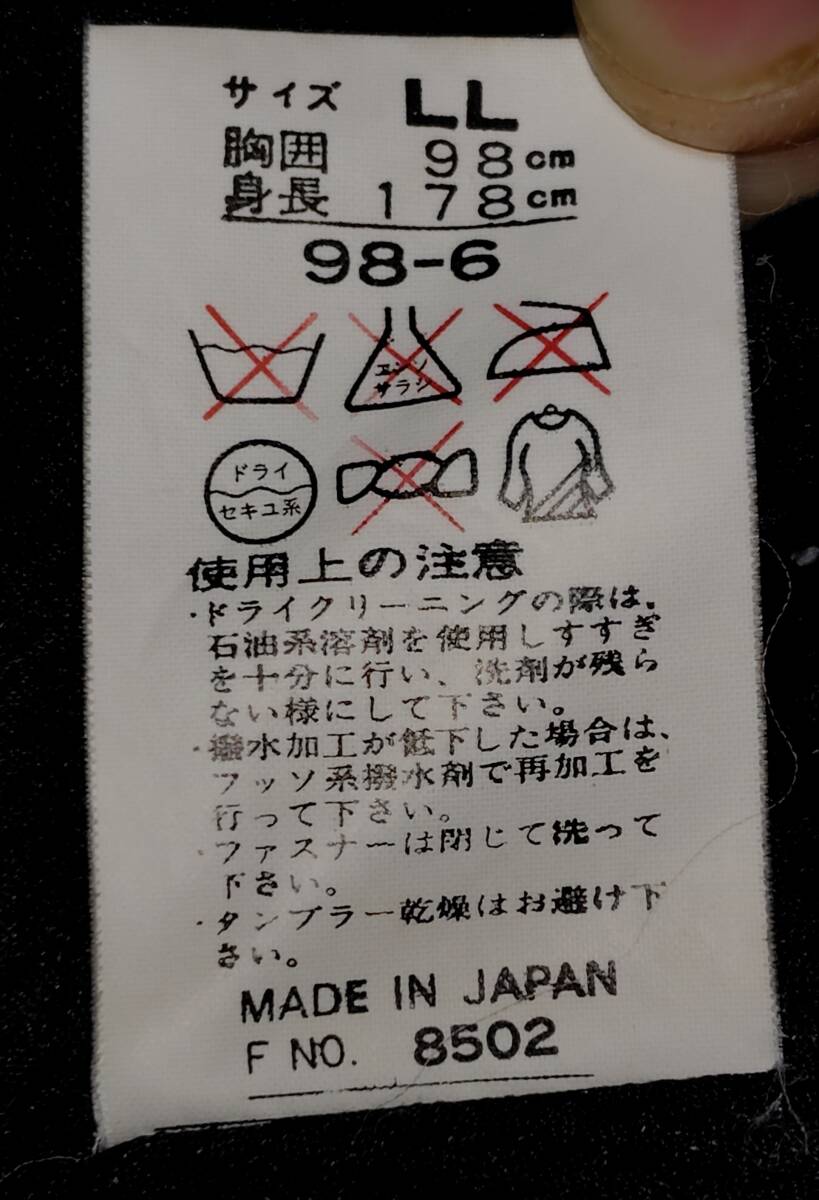 サイズ LL
胸囲 98cm
身長 178cm
98-6
エンソ
サラシ
ドライ
セキユ系
使用上の注意
・ドライクリーニングの際は、
石油系溶剤を使用しすすぎ
を十分に行い、洗剤が残ら
ない様にして下さい。
・撥水加工が低下した場合は、
フッソ系撥水剤で再加工を
行って下さい。
・ファスナーは閉じて洗って
下さい。
・タンブラー乾燥はお避け下
さい。
MADE IN JAPAN
F NO. 8502